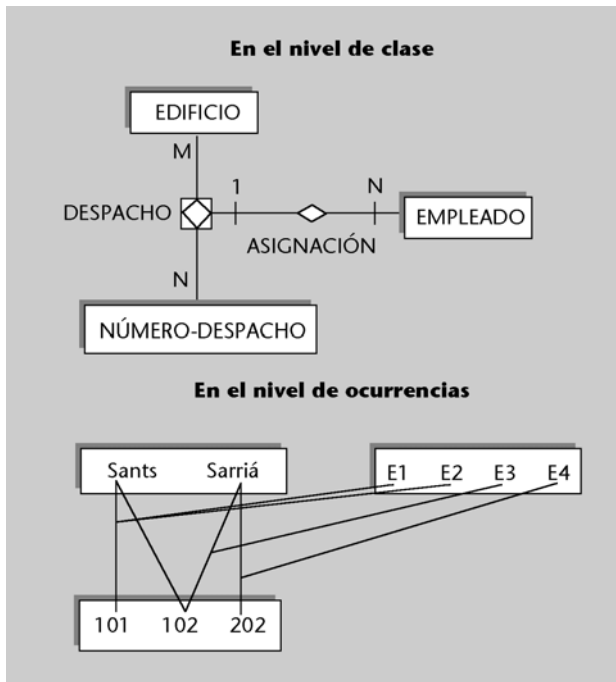 En el nivel de clase
EDIFICIO
M
DESPACHO
1
N
EMPLEADO
ASIGNACIÓN
N
NÚMERO-DESPACHO
En el nivel de ocurrencias
Sants Sarriá
E1 E2 E3 E4
101 102 202